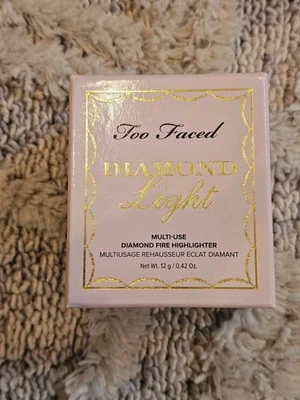 Too Faced
DIAMOND
Light
MULTI-USE
DIAMOND FIRE HIGHLIGHTER
MULTIUSAGE REHAUSSEUR ÉCLAT DIAMANT
Net Wt. 12 g / 0.42 Oz.